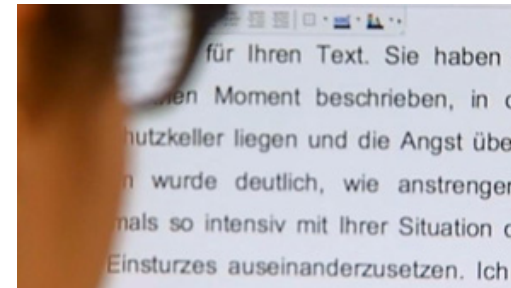 für Ihren Text. Sie haben
Moment beschrieben, in
liegen und die Angst
wurde deutlich, wie
so intensiv mit Ihrer Situation
Einsturzes auseinanderzusetzen. Ich